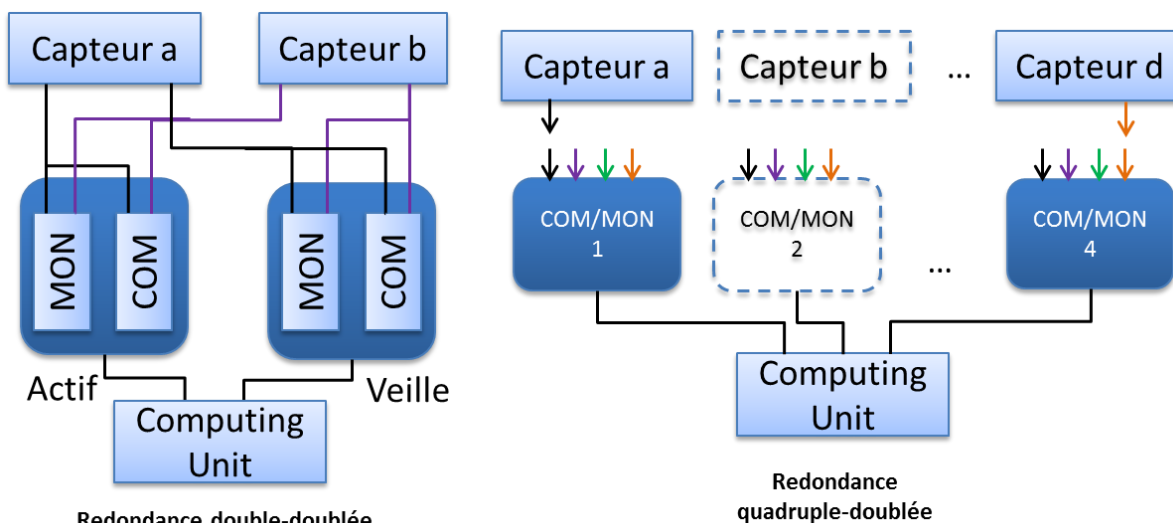 Capteur a
Capteur b
MON
COM
MON
COM
Actif
Veille
Computing
Unit
Redondance double-doublée
Capteur a
Capteur b
...
Capteur d
COM/MON
1
COM/MON
2
...
COM/MON
4
Computing
Unit
Redondance
quadruple-doublée